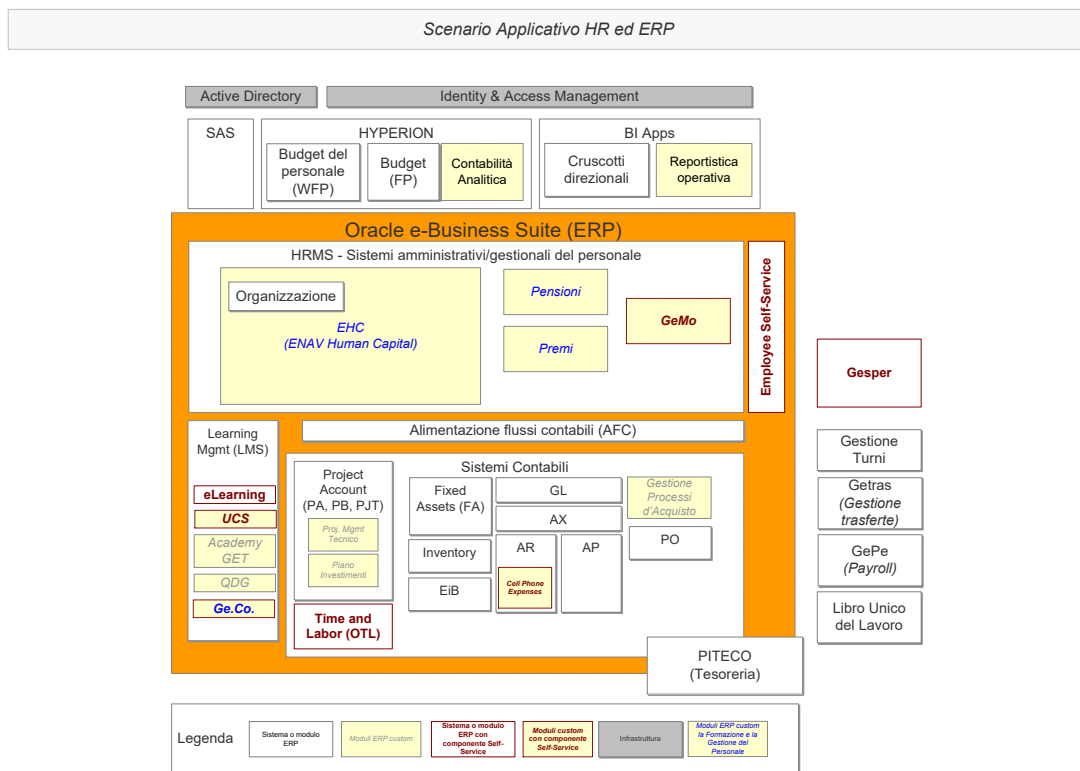 Scenario Applicativo HR ed ERP
Active Directory
Identity & Access Management
SAS
HYPERION
Budget del
personale
(WFP)
Budget
(FP)
Contabilità
Analitica
BI Apps
Cruscotti
direzionali
Reportistica
operativa
Oracle e-Business Suite (ERP)
HRMS - Sistemi amministrativi/gestionali del personale
Organizzazione
EHC
(ENAV Human Capital)
Pensioni
Premi
GeMo
Employee Self-Service
Gesper
Learning
Mgmt (LMS)
eLearning
UCS
Academy
GET
QDG
Ge.Co.
Alimentazione flussi contabili (AFC)
Sistemi Contabili
Project
Account
(PA, PB, PJT)
Proj. Mgmt
Tecnico
Piano
Investimenti
Time and
Labor (OTL)
Fixed
Assets (FA)
Inventory
EiB
GL
AX
AR
Cell Phone
Expenses
AP
Gestione
Processi
d'Acquisto
PO
Gestione
Turni
Getras
(Gestione
trasferte)
GePe
(Payroll)
Libro Unico
del Lavoro
PITECO
(Tesoreria)
Legenda
Sistema o modulo
ERP
Moduli ERP custom
Sistema o modulo
ERP con
componente Self-
Service
Moduli custom
con componente
Self-Service
Infrastruttura
Moduli ERP custom
la Formazione e la
Gestione del
Personale